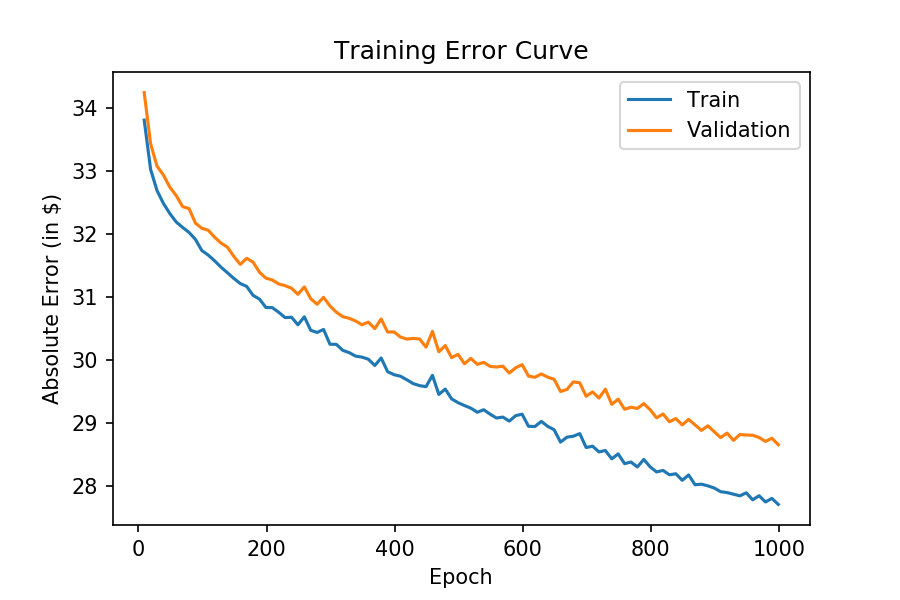 Training Error Curve
Train
Validation
34
33
32
31
30
29
28
Absolute Error (in $)
0 200 400 600 800 1000
Epoch